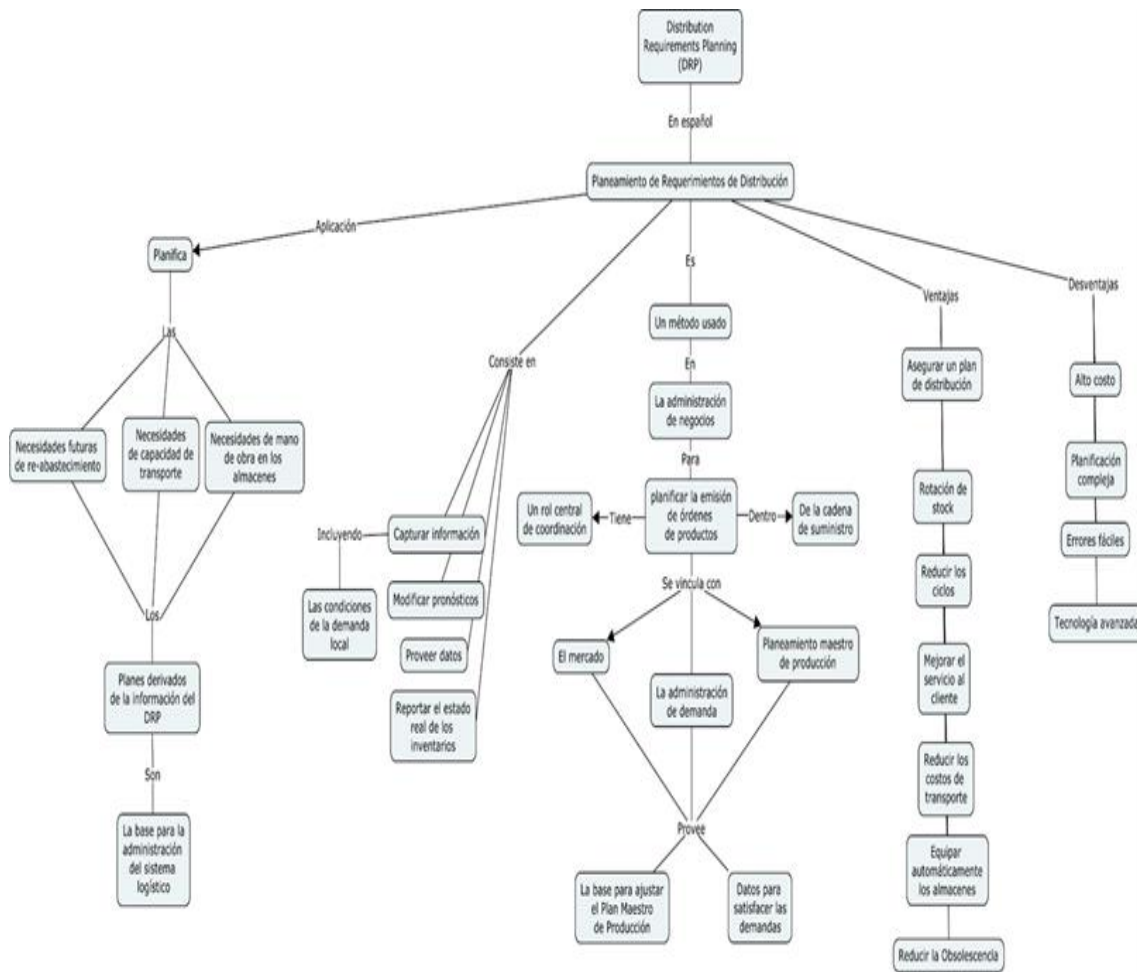 Distribution
Requirements Planning
(DRP)
En español
Planeamiento de Requerimientos de Distribución
Aplicación
Planifica
Las
Necesidades futuras
de re-abastecimiento
Necesidades
de capacidad de
transporte
Necesidades de mano
de obra en los
almacenes
Los
Planes derivados
de la información del
DRP
Son
La base para la
administración
del sistema
logístico
Consiste en
Capturar información
Incluyendo
Las condiciones
de la demanda
local
Modificar pronósticos
Proveer datos
Reportar el estado
real de los
inventarios
Es
Un método usado
En
La administración
de negocios
Para
planificar la emisión
de órdenes
de productos
Tiene
Un rol central
de coordinación
Dentro
De la cadena
de suministro
Se vincula con
El mercado
La administración
de demanda
Planeamiento maestro
de producción
Provee
La base para ajustar
el Plan Maestro
de Producción
Datos para
satisfacer las
demandas
Ventajas
Asegurar un plan
de distribución
Rotación de
stock
Reducir los
ciclos
Mejorar el
servicio al
cliente
Reducir los
costos de
transporte
Equipar
automáticamente
los almacenes
Reducir la Obsolescencia
Desventajas
Alto costo
Planificación
compleja
Errores fáciles
Tecnología avanzada